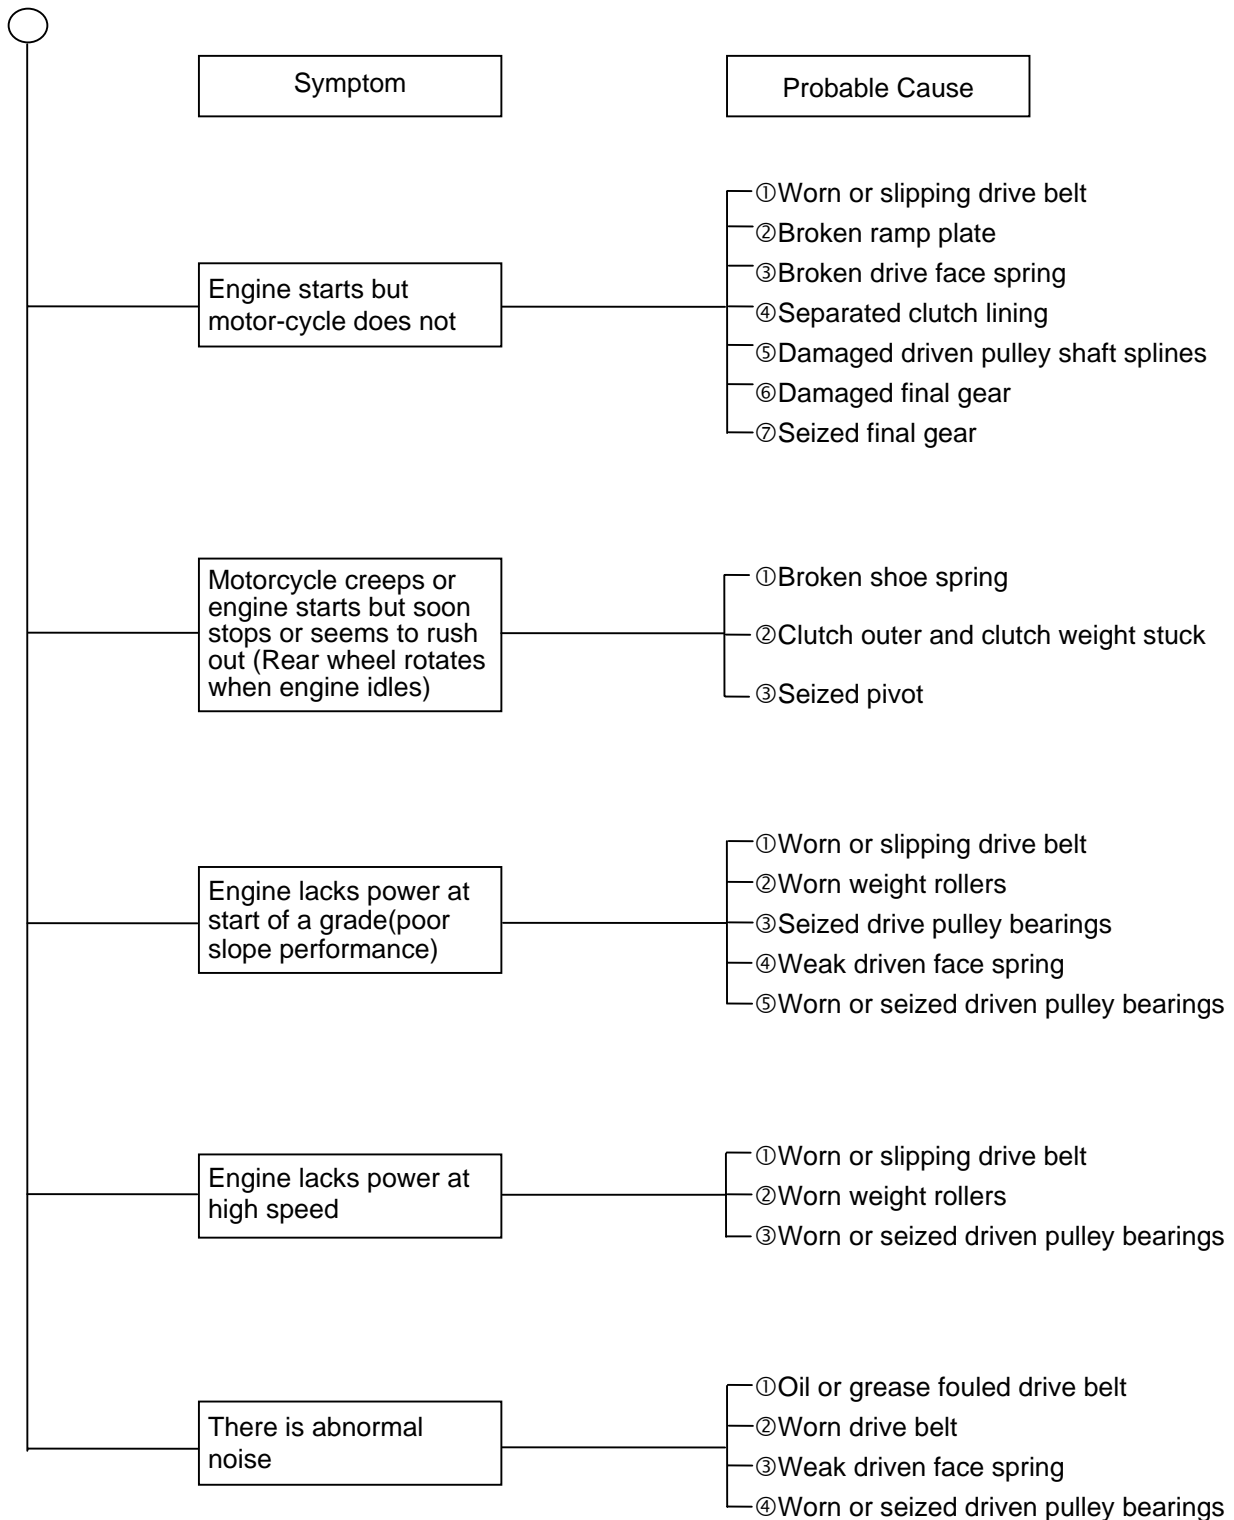 Symptom
Probable Cause
Engine starts but
motor-cycle does not
①Worn or slipping drive belt
②Broken ramp plate
③Broken drive face spring
④Separated clutch lining
⑤Damaged driven pulley shaft splines
⑥Damaged final gear
⑦Seized final gear
Motorcycle creeps or
engine starts but soon
stops or seems to rush
out (Rear wheel rotates
when engine idles)
①Broken shoe spring
②Clutch outer and clutch weight stuck
③Seized pivot
Engine lacks power at
start of a grade(poor
slope performance)
①Worn or slipping drive belt
②Worn weight rollers
③Seized drive pulley bearings
④Weak driven face spring
⑤Worn or seized driven pulley bearings
Engine lacks power at
high speed
①Worn or slipping drive belt
②Worn weight rollers
③Worn or seized driven pulley bearings
There is abnormal
noise
①Oil or grease fouled drive belt
②Worn drive belt
③Weak driven face spring
④Worn or seized driven pulley bearings